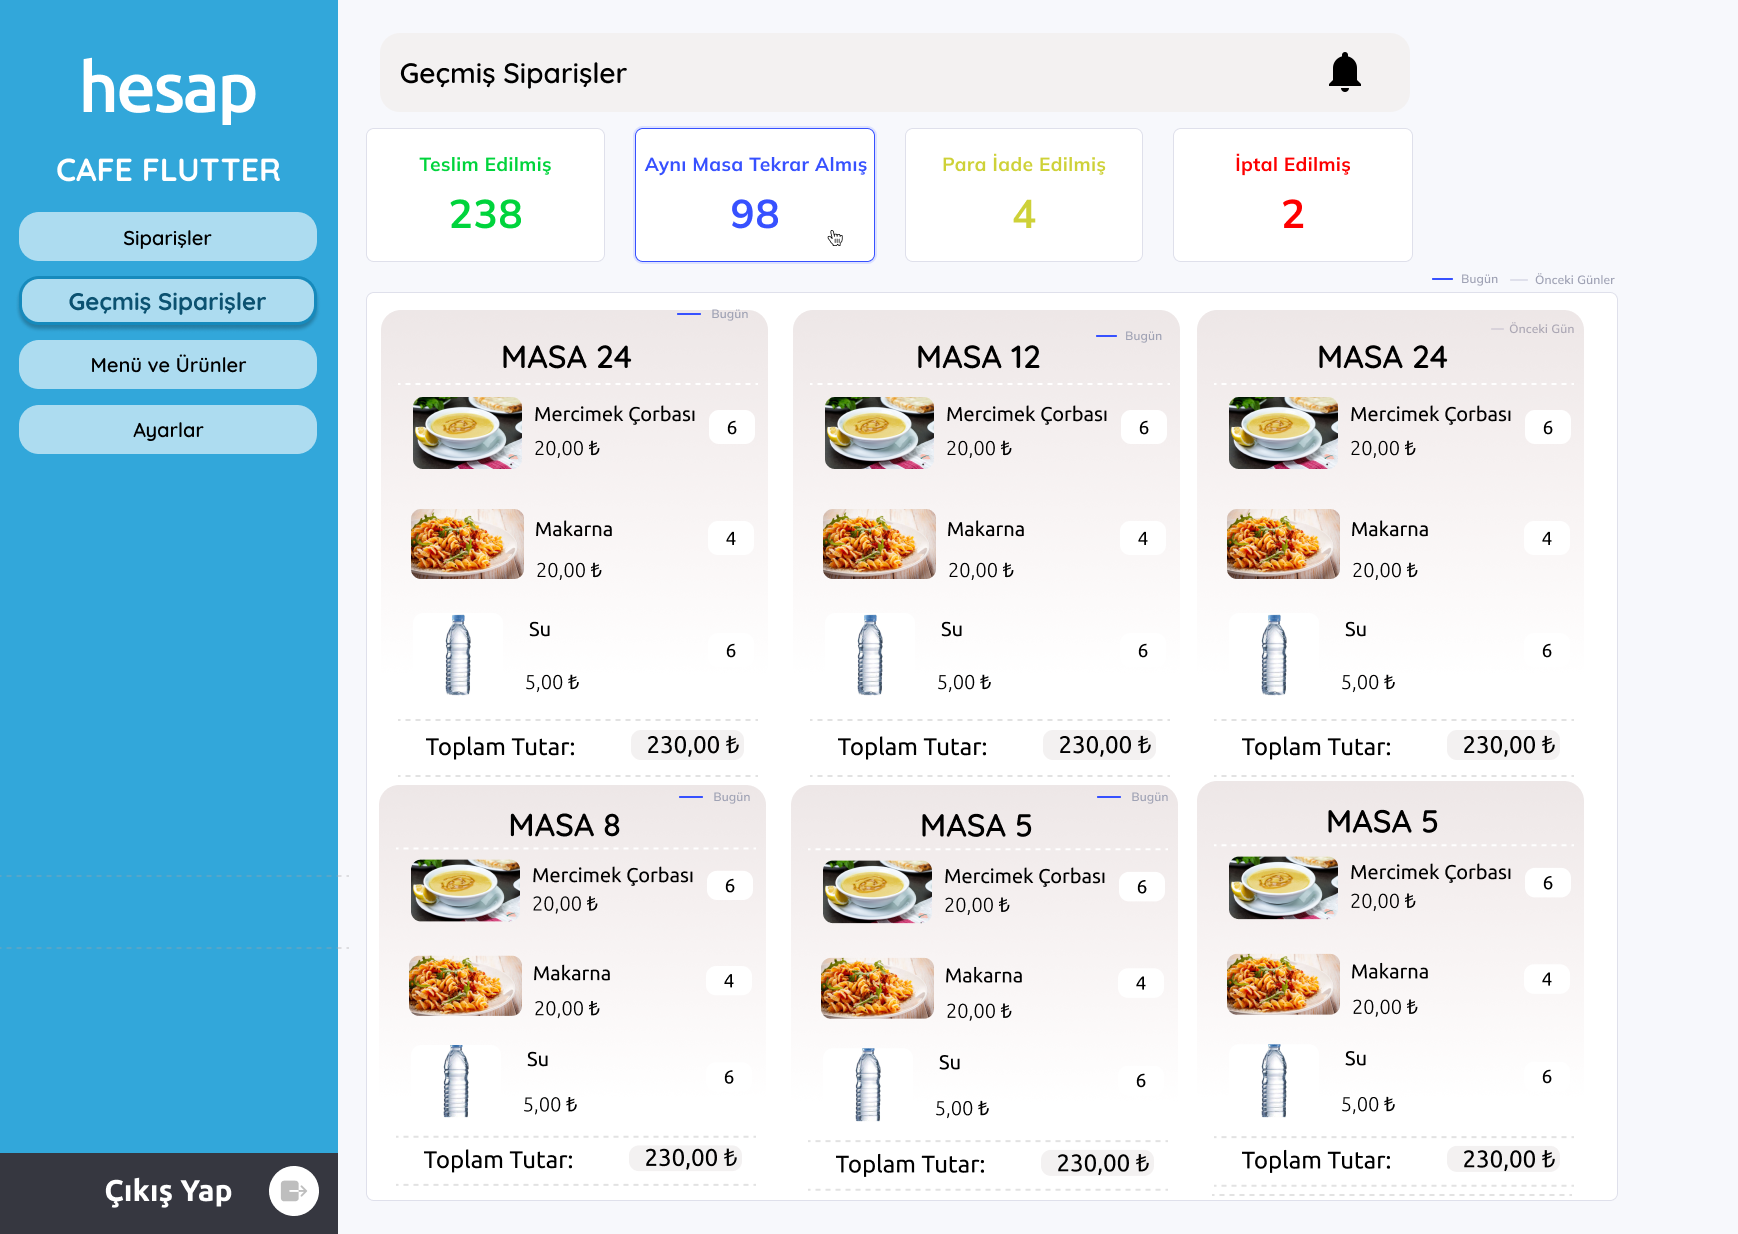 hesap
CAFE FLUTTER
Siparişler
Geçmiş Siparişler
Menü ve Ürünler
Ayarlar
Çıkış Yap
Geçmiş Siparişler
Teslim Edilmiş
238
Aynı Masa Tekrar Almış
98
Para İade Edilmiş
4
İptal Edilmiş
2
Bugün
Önceki Günler
Bugün
MASA 24
Mercimek Çorbası
20,00 ₺
6
Makarna
20,00 ₺
4
Su
5,00 ₺
6
Toplam Tutar:
230,00 ₺
Bugün
MASA 12
Mercimek Çorbası
20,00 ₺
6
Makarna
20,00 ₺
4
Su
5,00 ₺
6
Toplam Tutar:
230,00 ₺
Önceki Gün
MASA 24
Mercimek Çorbası
20,00 ₺
6
Makarna
20,00 ₺
4
Su
5,00 ₺
6
Toplam Tutar:
230,00 ₺
Bugün
MASA 8
Mercimek Çorbası
20,00 ₺
6
Makarna
20,00 ₺
4
Su
5,00 ₺
6
Toplam Tutar:
230,00 ₺
Bugün
MASA 5
Mercimek Çorbası
20,00 ₺
6
Makarna
20,00 ₺
4
Su
5,00 ₺
6
Toplam Tutar:
230,00 ₺
MASA 5
Mercimek Çorbası
20,00 ₺
6
Makarna
20,00 ₺
4
Su
5,00 ₺
6
Toplam Tutar:
230,00 ₺